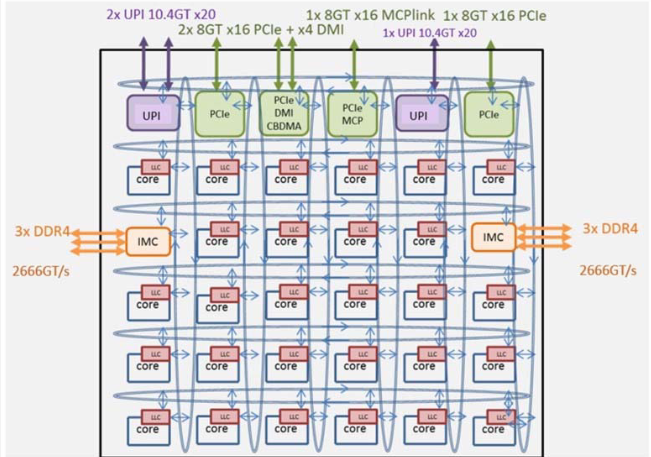 2x UPI 10.4GT x20
1x 8GT x16 MCPlink
1x 8GT x16 PCIe
2x 8GT x16 PCIe + x4 DMI
1x UPI 10.4GT x20
UPI
PCIe
PCIe
DMI
CBDMA
PCIe
MCP
UPI
PCIe
LLC LLC LLC LLC LLC LLC
core core core core core core
3x DDR4
IMC
LLC LLC LLC LLC
core core core core
IMC
3x DDR4
2666GT/s
2666GT/s
LLC LLC LLC LLC LLC LLC
core core core core core core
LLC LLC LLC LLC LLC LLC
core core core core core core
LLC LLC LLC LLC LLC LLC
core core core core core core